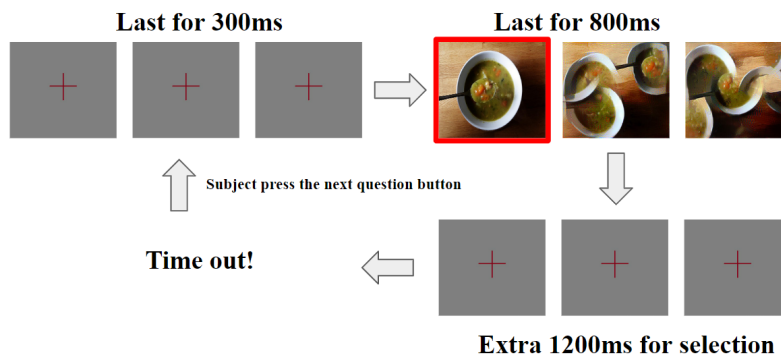 Last for 300ms
Last for 800ms
Subject press the next question button
Time out!
Extra 1200ms for selection